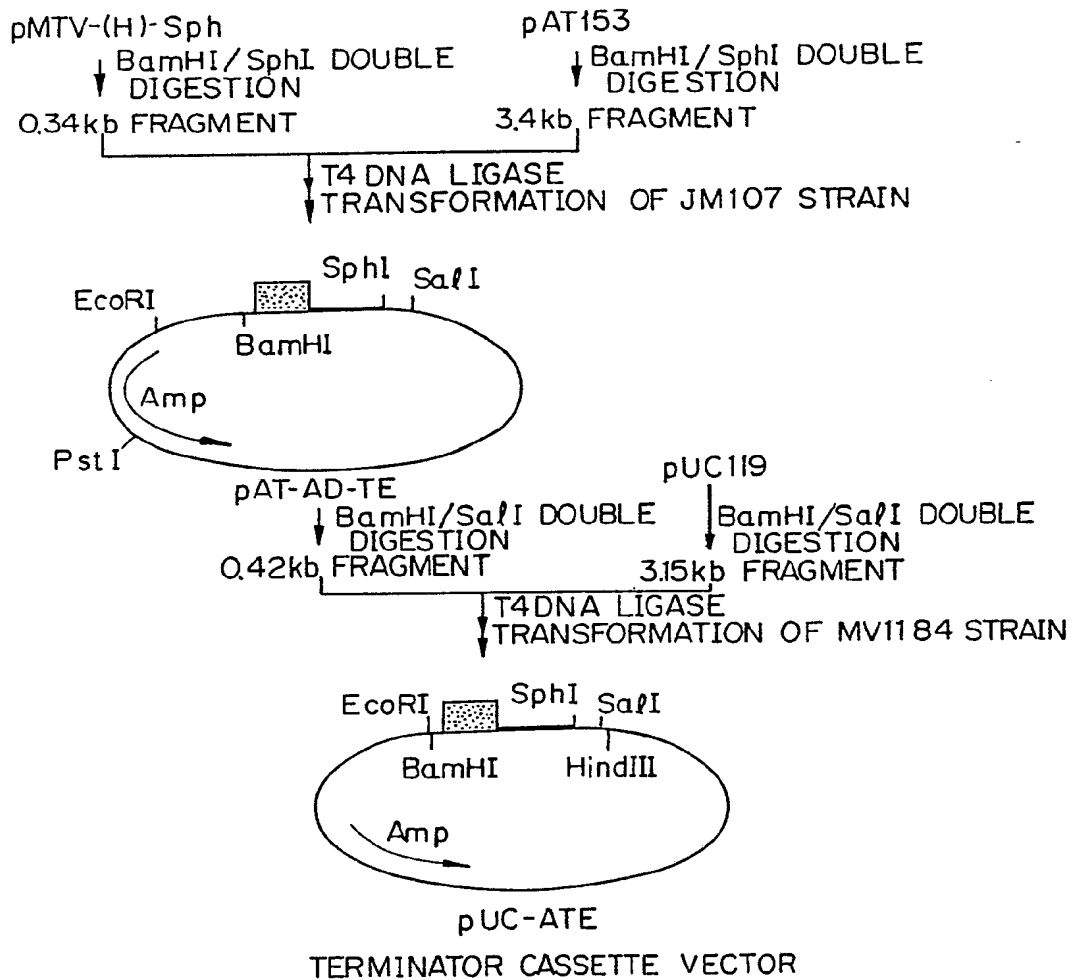 pMTV-(H)-Sph
BamHI/SphI DOUBLE
DIGESTION
0.34kb FRAGMENT
pAT153
BamHI/SphI DOUBLE
DIGESTION
3.4kb FRAGMENT
T4 DNA LIGASE
TRANSFORMATION OF JM107 STRAIN
SphI
SalI
EcoRI
BamHI
Amp
PstI
pAT-AD-TE
BamHI/SalI DOUBLE
DIGESTION
0.42kb FRAGMENT
pUC119
BamHI/SalI DOUBLE
DIGESTION
3.15kb FRAGMENT
T4 DNA LIGASE
TRANSFORMATION OF MV1184 STRAIN
EcoRI
SphI
SalI
BamHI
HindIII
Amp
pUC-ATE
TERMINATOR CASSETTE VECTOR